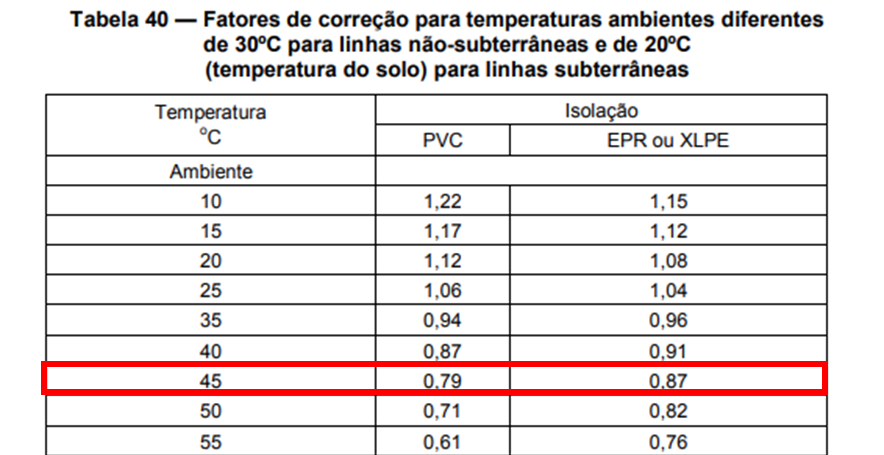 Tabela 40 — Fatores de correção para temperaturas ambientes diferentes
de 30ºC para linhas não-subterrâneas e de 20ºC
(temperatura do solo) para linhas subterrâneas
Temperatura
ºC
Isolação
PVC EPR ou XLPE
Ambiente
10 1,22 1,15
15 1,17 1,12
20 1,12 1,08
25 1,06 1,04
35 0,94 0,96
40 0,87 0,91
45 0,79 0,87
50 0,71 0,82
55 0,61 0,76